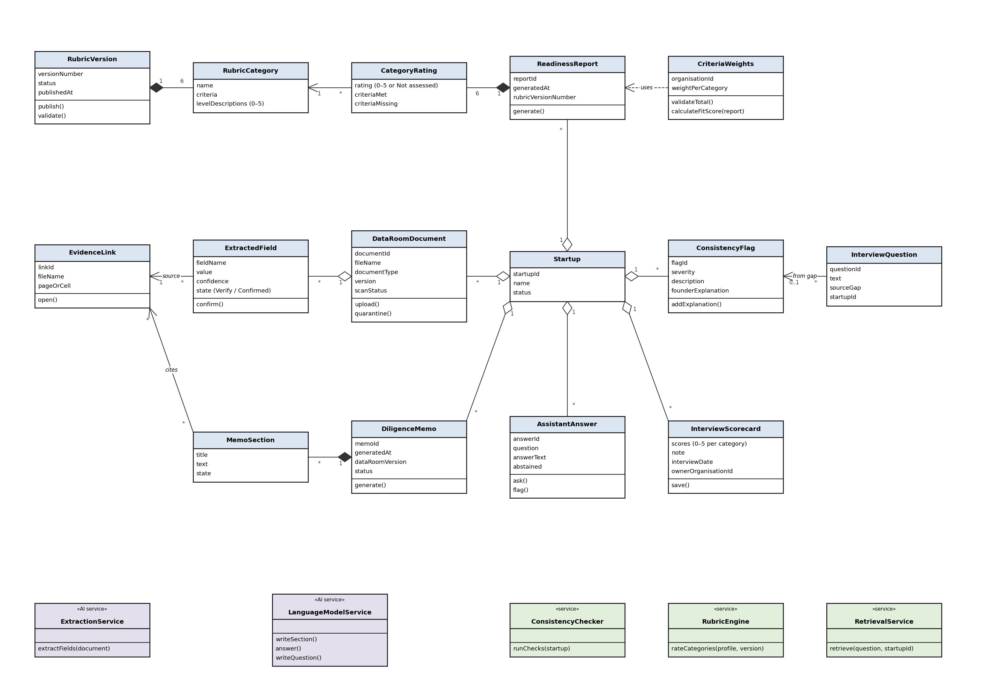 RubricVersion
versionNumber
status
publishedAt
publish()
validate()
1
6
RubricCategory
name
criteria
levelDescriptions (0–5)
1
*
CategoryRating
rating (0–5 or Not assessed)
criteriaMet
criteriaMissing
6
1
ReadinessReport
reportId
generatedAt
rubricVersionNumber
generate()
uses
CriteriaWeights
organisationId
weightPerCategory
validateTotal()
calculateFitScore(report)
*
1
EvidenceLink
linkId
fileName
pageOrCell
open()
source
1
*
ExtractedField
fieldName
value
confidence
state (Verify / Confirmed)
confirm()
*
1
DataRoomDocument
documentId
fileName
documentType
version
scanStatus
upload()
quarantine()
*
1
Startup
startupId
name
status
1
*
ConsistencyFlag
flagId
severity
description
founderExplanation
addExplanation()
from gap
0..1
*
InterviewQuestion
questionId
text
sourceGap
startupId
*
cites
*
1
1
1
*
*
*
MemoSection
title
text
state
*
1
DiligenceMemo
memoId
generatedAt
dataRoomVersion
status
generate()
AssistantAnswer
answerId
question
answerText
abstained
ask()
flag()
InterviewScorecard
scores (0–5 per category)
note
interviewDate
ownerOrganisationId
save()
«AI service»
ExtractionService
extractFields(document)
«AI service»
LanguageModelService
writeSection()
answer()
writeQuestion()
«service»
ConsistencyChecker
runChecks(startup)
«service»
RubricEngine
rateCategories(profile, version)
«service»
RetrievalService
retrieve(question, startupId)